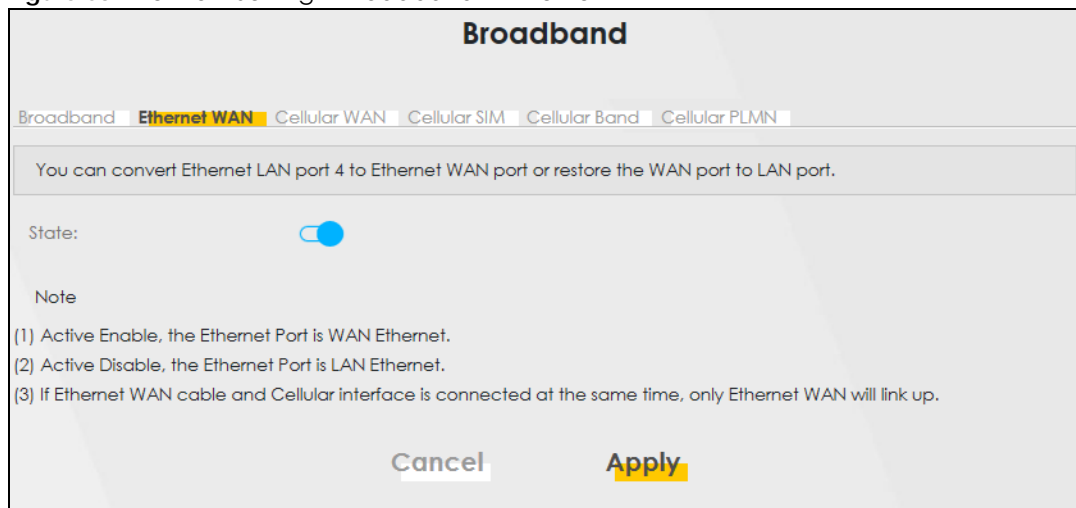 Broadband
Broadband Ethernet WAN Cellular WAN Cellular SIM Cellular Band Cellular PLMN
You can convert Ethernet LAN port 4 to Ethernet WAN port or restore the WAN port to LAN port.
State:
Note
(1) Active Enable, the Ethernet Port is WAN Ethernet.
(2) Active Disable, the Ethernet Port is LAN Ethernet.
(3) If Ethernet WAN cable and Cellular interface is connected at the same time, only Ethernet WAN will link up.
Cancel Apply